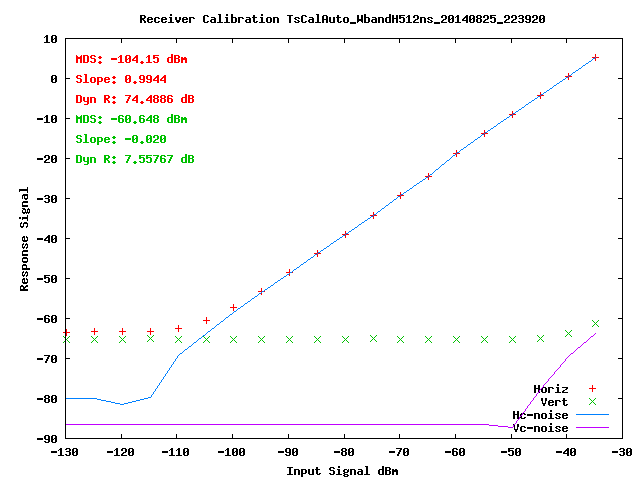 Receiver Calibration TsCalAuto_WbandH512ns_20140825_223920
10
0
-10
-20
-30
-40
-50
-60
-70
-80
-90
Response Signal
MDS: -104.15 dBm
Slope: 0.9944
Dyn R: 74.4886 dB
MDS: -60.648 dBm
Slope: -0.020
Dyn R: 7.55767 dB
Horiz
Vert
Hc-noise
Vc-noise
-130 -120 -110 -100 -90 -80 -70 -60 -50 -40 -30
Input Signal dBm